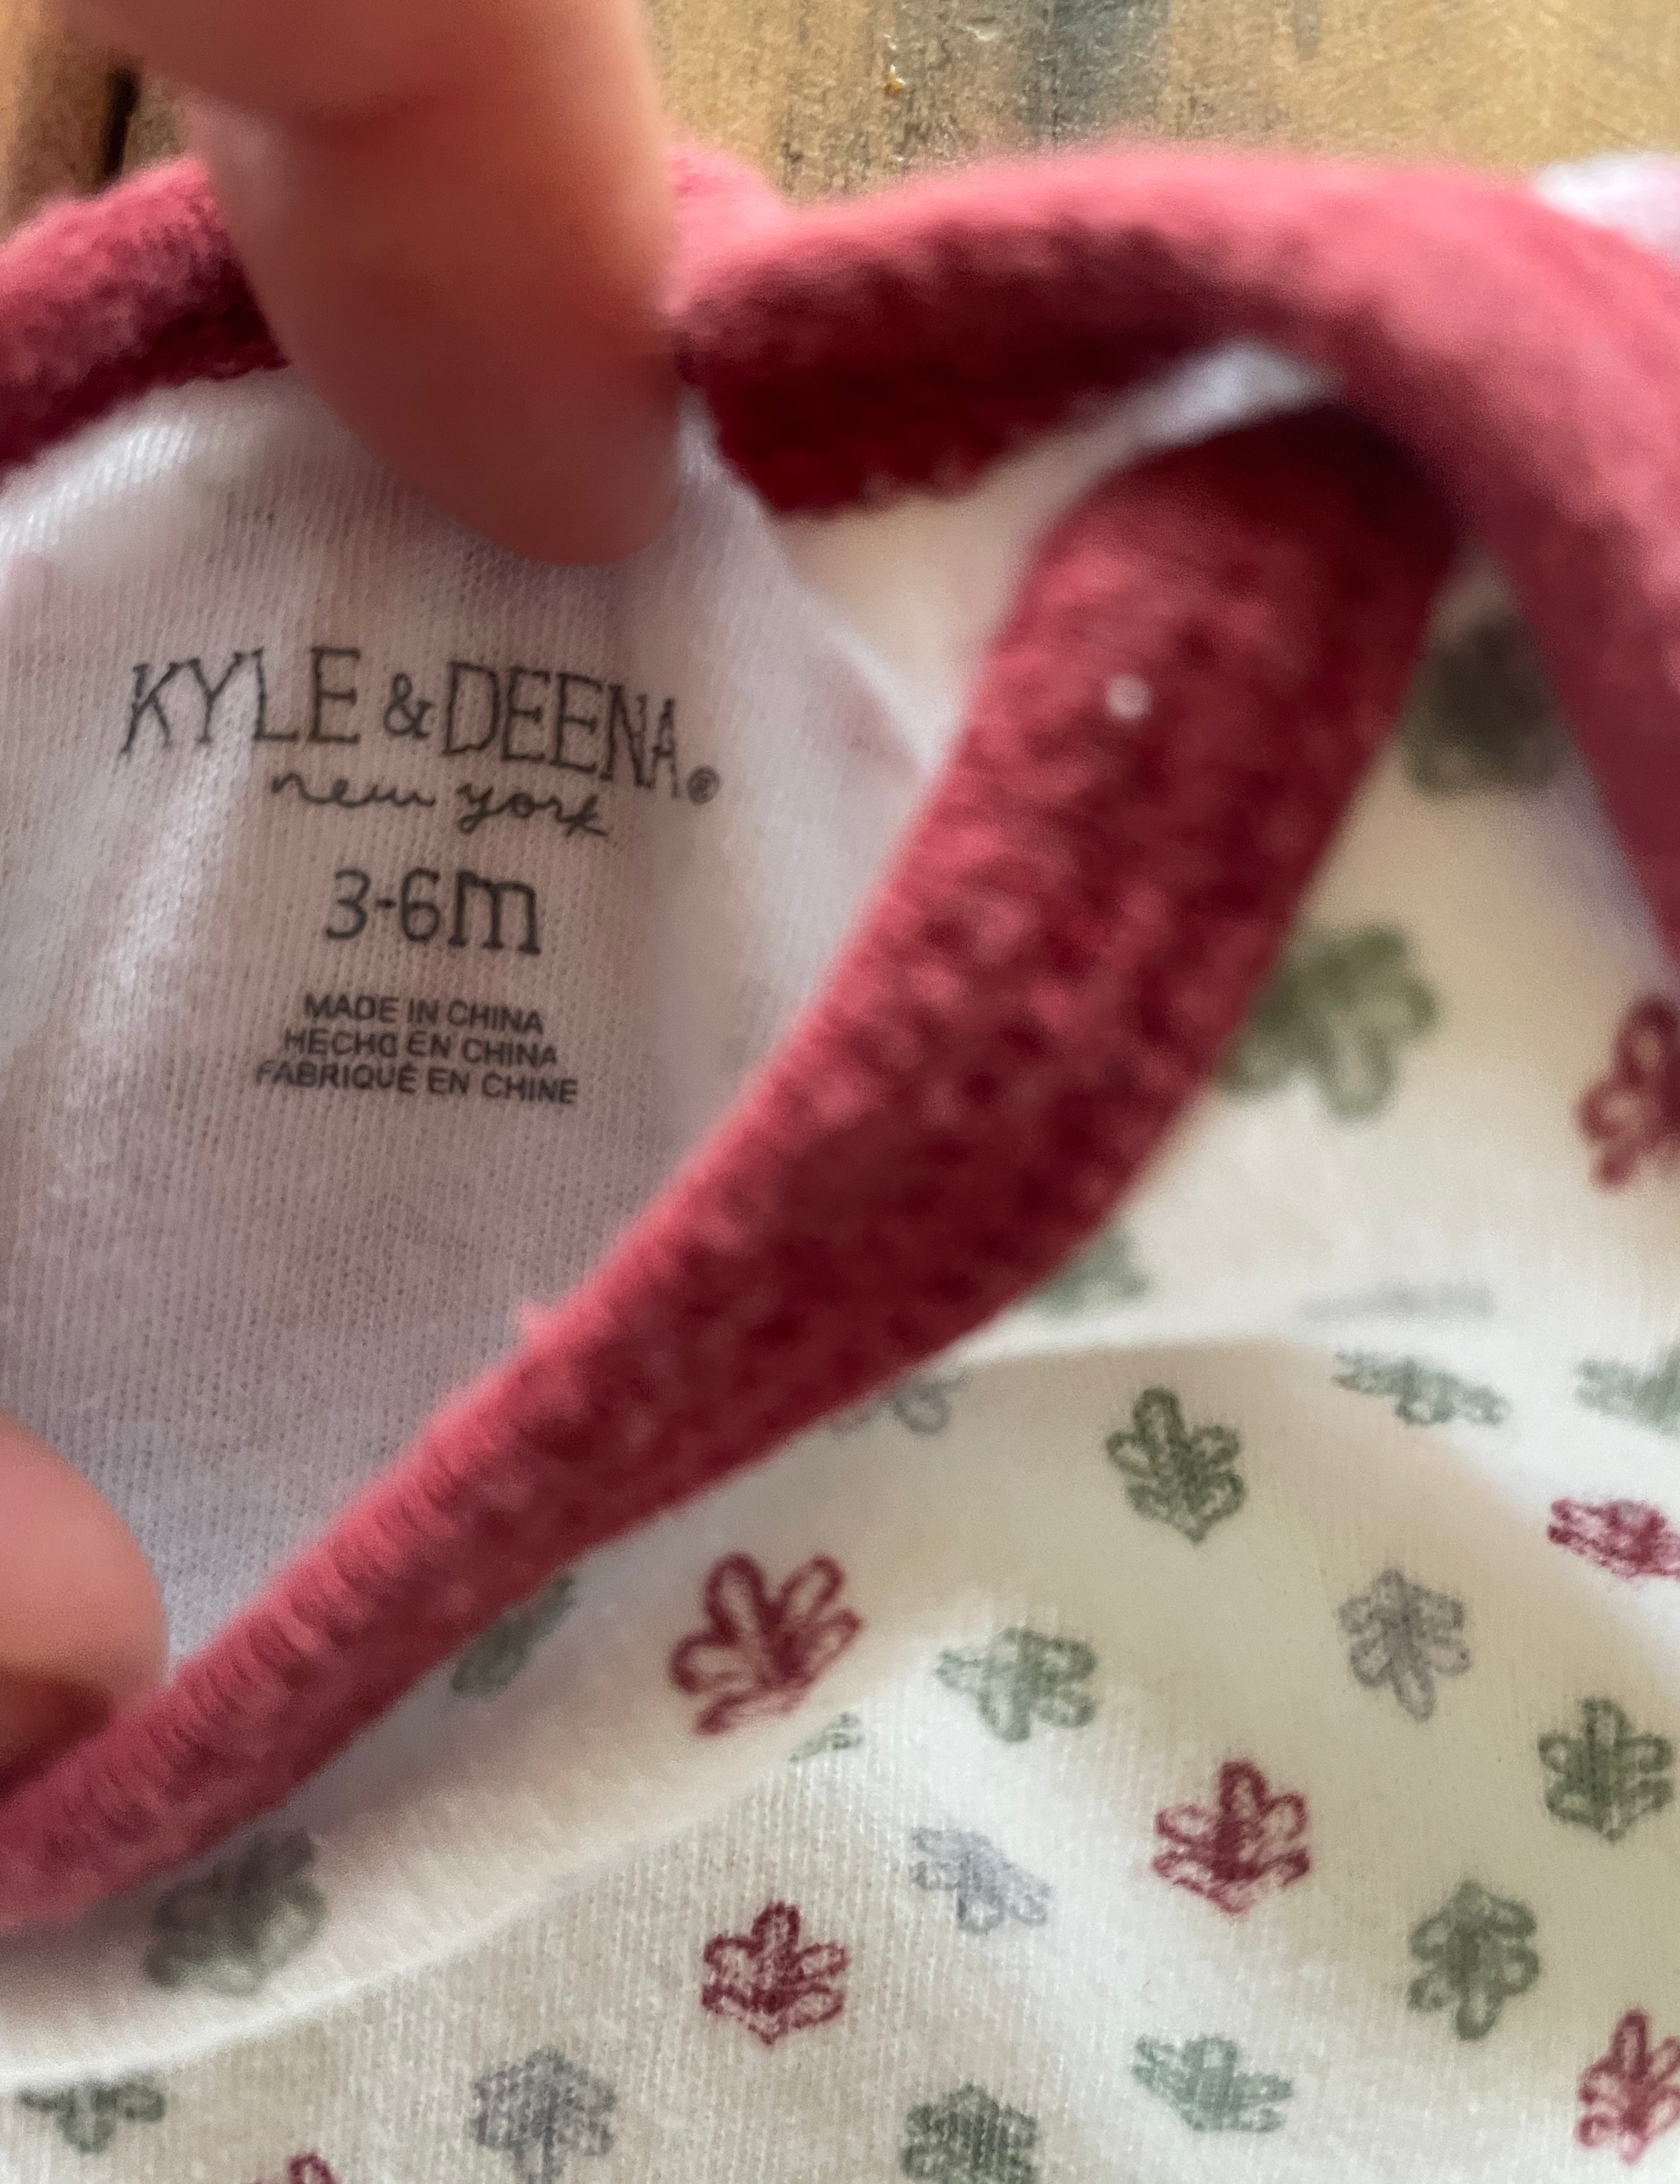 KYLE & DEENA®
new york
3-6m
MADE IN CHINA
HECHO EN CHINA
FABRIQUÉ EN CHINE